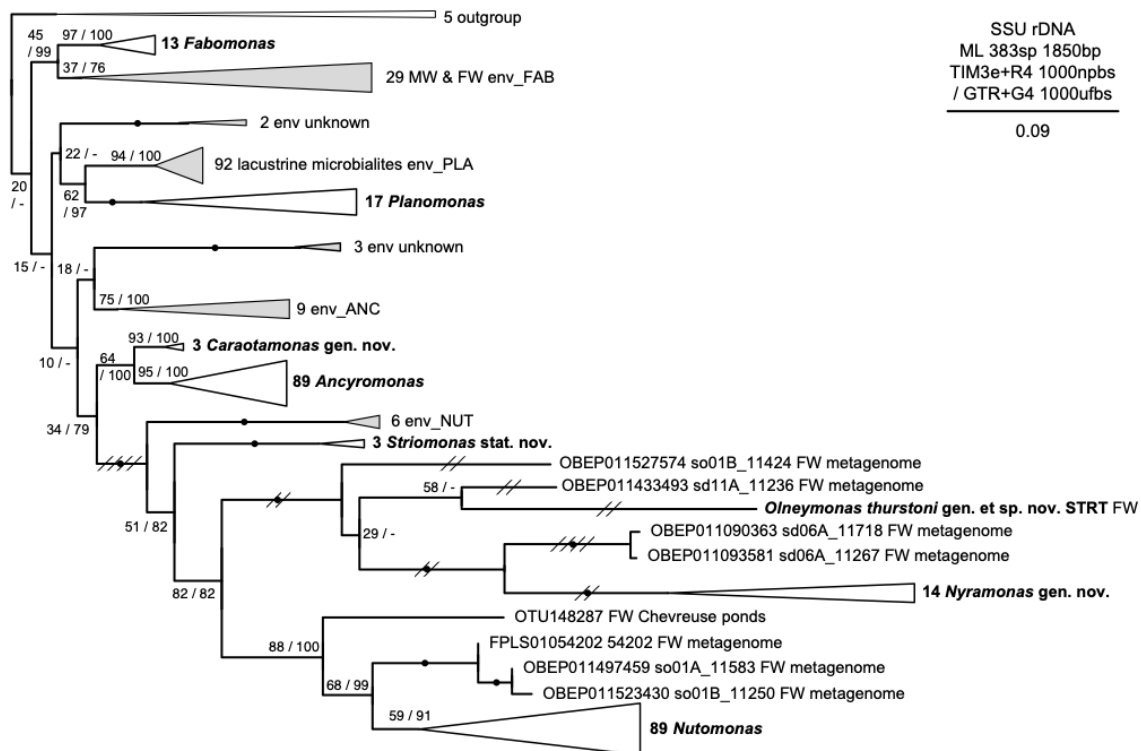 5 outgroup
SSU rDNA
ML 383sp 1850bp
TIM3e+R4 1000npbs
/ GTR+G4 1000ufbs
0.09
45
/ 99
97 / 100
13 Fabomonas
37 / 76
29 MW & FW env_FAB
2 env unknown
22 / -
94 / 100
92 lacustrine microbialites env_PLA
20
/ -
62
/ 97
17 Planomonas
3 env unknown
15 / -
18 / -
75 / 100
9 env_ANC
93 / 100
3 Caraotamonas gen. nov.
10 / -
64
/ 100
95 / 100
89 Ancyromonas
34 / 79
6 env_NUT
3 Striomonas stat. nov.
OBEP011527574 so01B_11424 FW metagenome
58 / -
OBEP011433493 sd11A_11236 FW metagenome
Olneymonas thurstoni gen. et sp. nov. STRT FW
51 / 82
29 / -
OBEP011090363 sd06A_11718 FW metagenome
OBEP011093581 sd06A_11267 FW metagenome
82 / 82
14 Nyramonas gen. nov.
OTU148287 FW Chevreuse ponds
88 / 100
FPLS01054202 54202 FW metagenome
OBEP011497459 so01A_11583 FW metagenome
68 / 99
OBEP011523430 so01B_11250 FW metagenome
59 / 91
89 Nutomonas